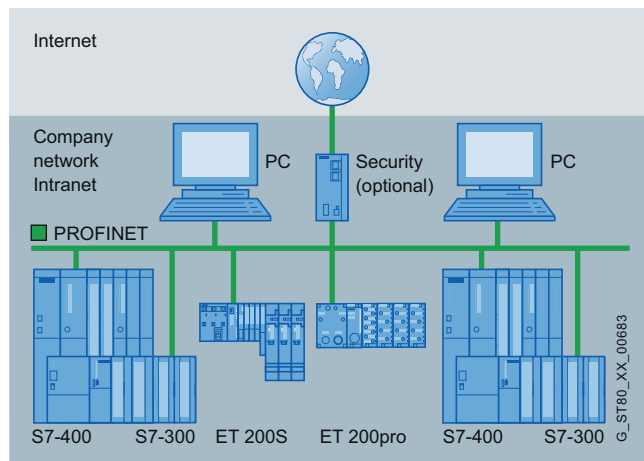 Internet
Company
network
Intranet
PC
Security
(optional)
PC
PROFINET
S7-400
S7-300
ET 200S
ET 200pro
S7-400
S7-300
G_ST80_XX_00683